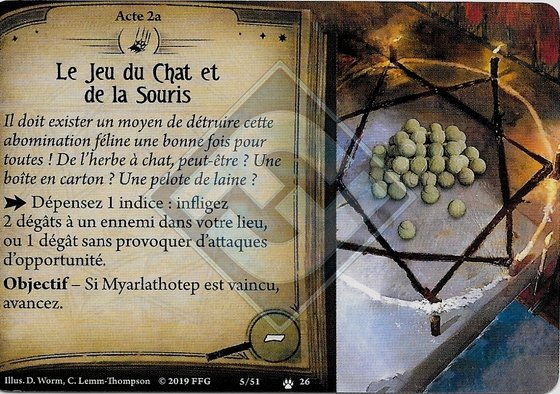 Acte 2a
Le Jeu du Chat et
de la Souris
Il doit exister un moyen de détruire cette
abomination féline une bonne fois pour
toutes ! De l'herbe à chat, peut-être ? Une
boîte en carton ? Une pelote de laine ?
Dépensez 1 indice : infligez
2 dégâts à un ennemi dans votre lieu,
ou 1 dégât sans provoquer d'attaques
d'opportunité.
Objectif – Si Myarlathotep est vaincu,
avancez.
–
Illus. D. Worm, C. Lemm-Thompson © 2019 FFG 5/51 26